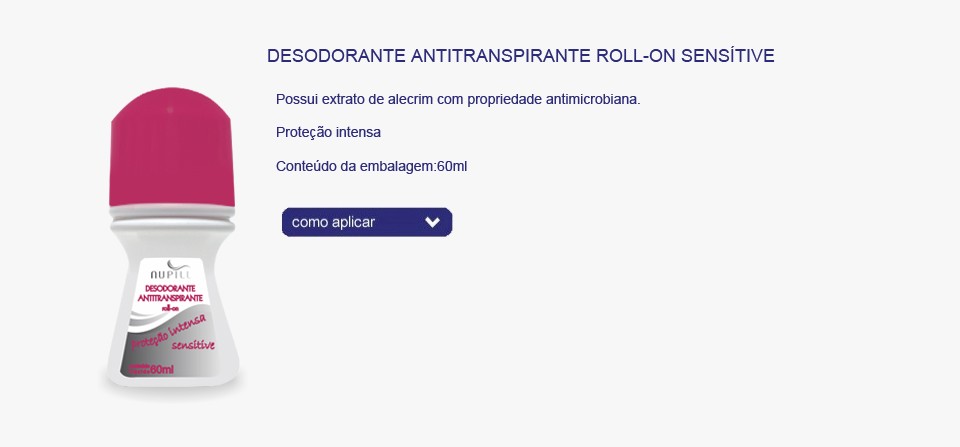 DESODORANTE ANTITRANSPIRANTE ROLL-ON SENSÍTIVE
Possui extrato de alecrim com propriedade antimicrobiana.
Proteção intensa
Conteúdo da embalagem:60ml
como aplicar
NUPILL
DESODORANTE
ANTITRANSPIRANTE
roll-on
proteção intensa
sensitive
60ml